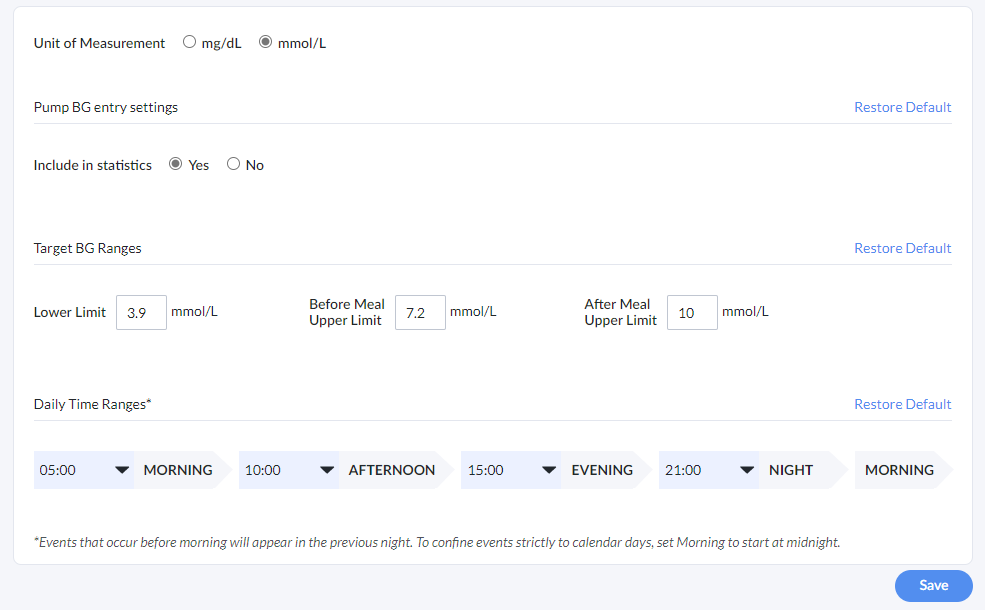 Unit of Measurement mg/dL mmol/L
Pump BG entry settings Restore Default
Include in statistics Yes No
Target BG Ranges Restore Default
Lower Limit 3.9 mmol/L Before Meal Upper Limit 7.2 mmol/L After Meal Upper Limit 10 mmol/L
Daily Time Ranges* Restore Default
05:00 MORNING 10:00 AFTERNOON 15:00 EVENING 21:00 NIGHT MORNING
*Events that occur before morning will appear in the previous night. To confine events strictly to calendar days, set Morning to start at midnight.
Save